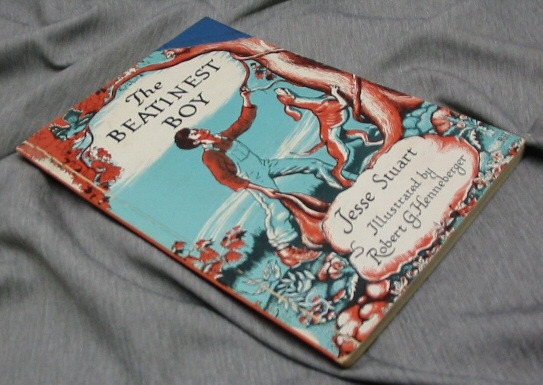 The
BEATINEST
BOY
Jesse Stuart
Illustrated by
Robert G. Henneberger